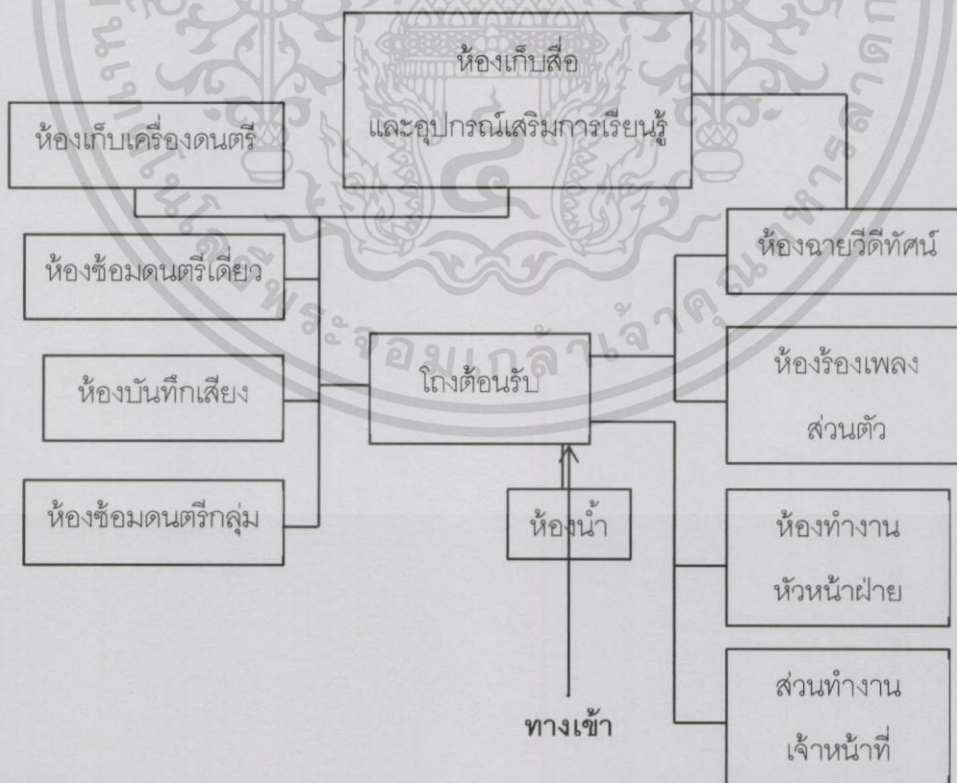 ห้องเก็บสื่อ
และอุปกรณ์เสริมการเรียนรู้
ห้องเก็บเครื่องดนตรี
ห้องซ้อมดนตรีเดี่ยว
ห้องฉายวีดีทัศน์
ห้องบันทึกเสียง
โถงต้อนรับ
ห้องร้องเพลง
ส่วนตัว
ห้องซ้อมดนตรีกลุ่ม
ห้องน้ำ
ห้องทำงาน
หัวหน้าฝ่าย
ทางเข้า
ส่วนทำงาน
เจ้าหน้าที่